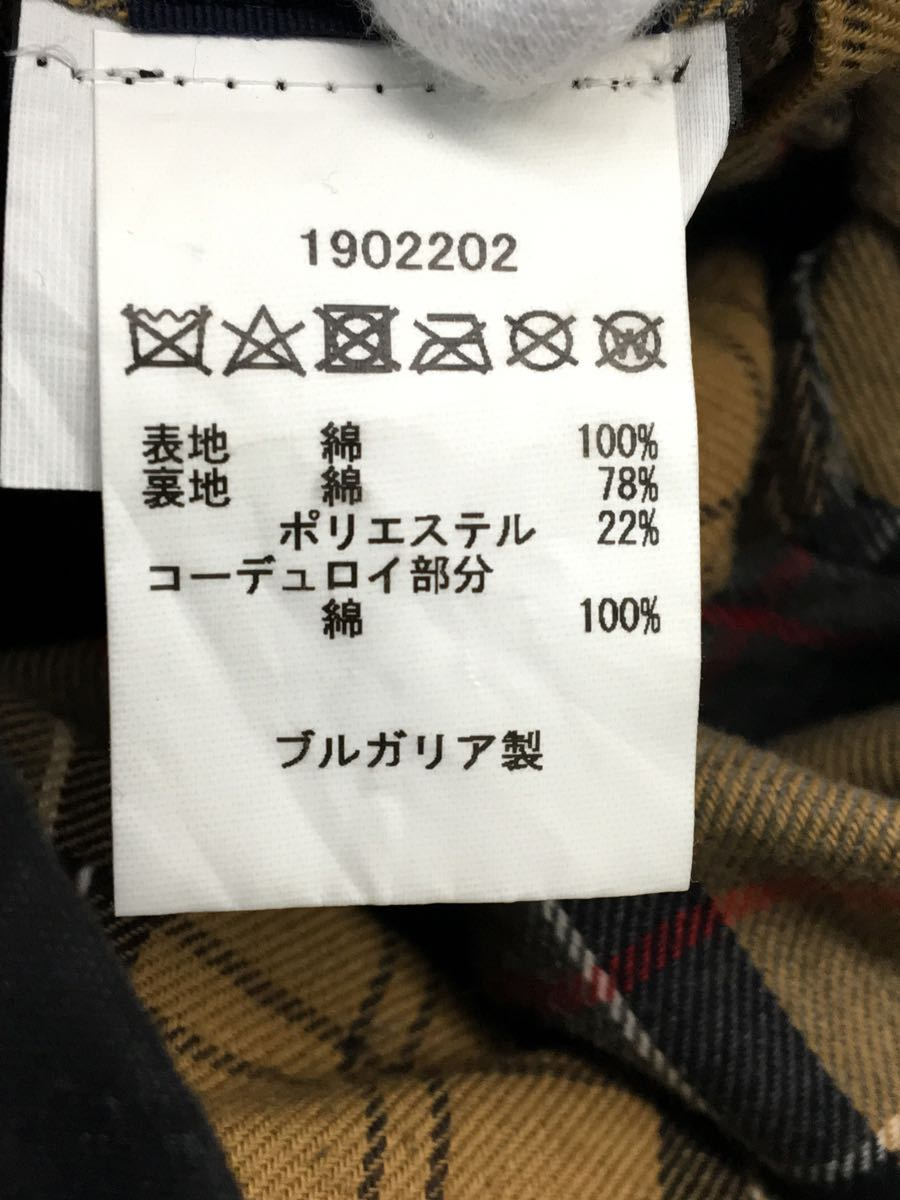 1902202
W
表地 綿 100%
裏地 綿 78%
ポリエステル 22%
コーデュロイ部分
綿 100%
ブルガリア製